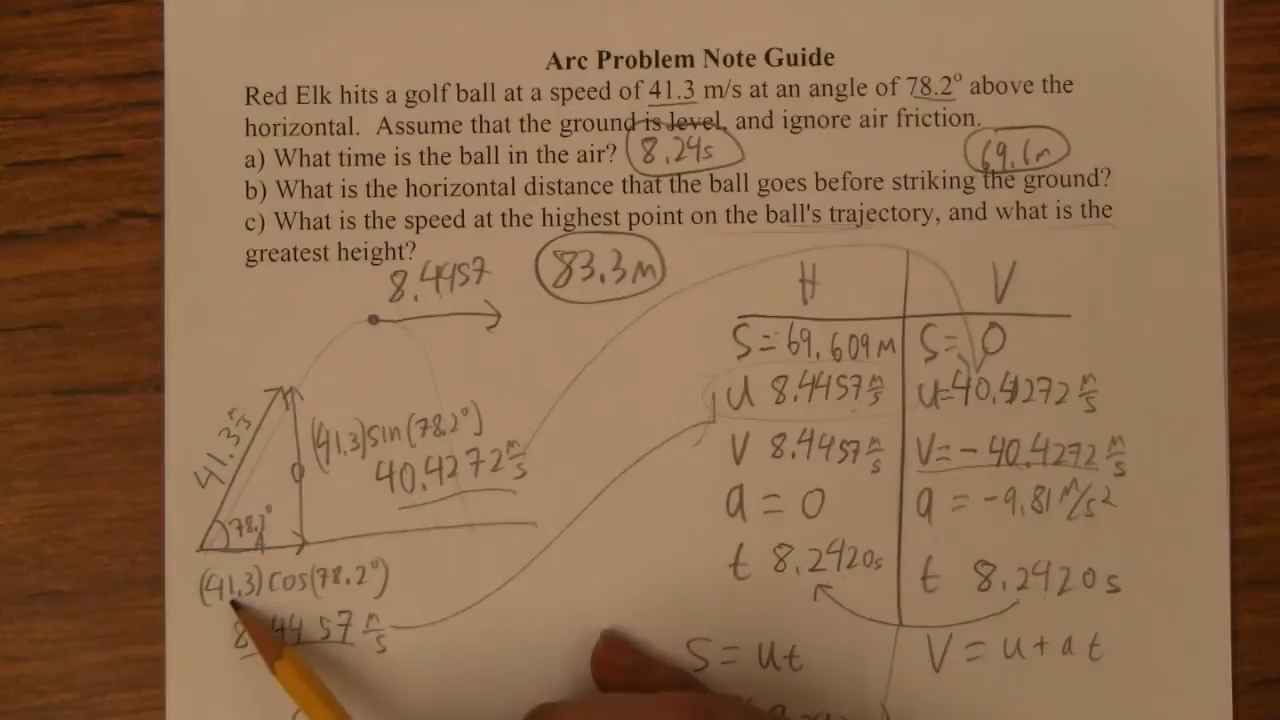 Arc Problem Note Guide
Red Elk hits a golf ball at a speed of 41.3 m/s at an angle of 78.2° above the
horizontal. Assume that the ground is level, and ignore air friction.
a) What time is the ball in the air? 8.24s
69.6m
b) What is the horizontal distance that the ball goes before striking the ground?
c) What is the speed at the highest point on the ball's trajectory, and what is the
greatest height?
83.3m
8.4457
41.3 m/s
(41.3)sin(78.2°)
40.4272 m/s
78.2°
(41.3)cos(78.2°)
8.4457 m/s
H V
S=69.609m S=0
u 8.4457 m/s u=40.4272 m/s
V 8.4457 m/s V=-40.4272 m/s
a=0 a=-9.81 m/s²
t 8.2420s t 8.2420s
S=ut V=u+at